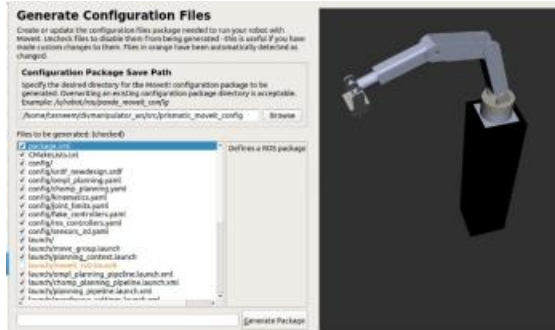 Generate Configuration Files
Create or update the configuration files package needed to run your robot with
MoveIt. Uncheck files to disable them from being generated - this is useful if you have
made custom changes to them. Files in orange have been automatically detected as
changed.
Configuration Package Save Path
Specify the desired directory for the MoveIt configuration package to be
generated. Overwriting an existing configuration package directory is acceptable.
Example: /u/robot/ros/panda_moveit_config
/home/tasneem/divmanipulator_ws/src/prismatic_moveit_config
Browse
Files to be generated: (checked)
package.xml
Defines a ROS package
CMakeLists.txt
config/
config/urdf_newdesign.srdf
config/ompl_planning.yaml
config/chomp_planning.yaml
config/kinematics.yaml
config/joint_limits.yaml
config/fake_controllers.yaml
config/ros_controllers.yaml
config/sensors_3d.yaml
launch/
launch/move_group.launch
launch/planning_context.launch
launch/moveit_rviz.launch
launch/ompl_planning_pipeline.launch.xml
launch/chomp_planning_pipeline.launch.xml
launch/planning_pipeline.launch.xml
Generate Package